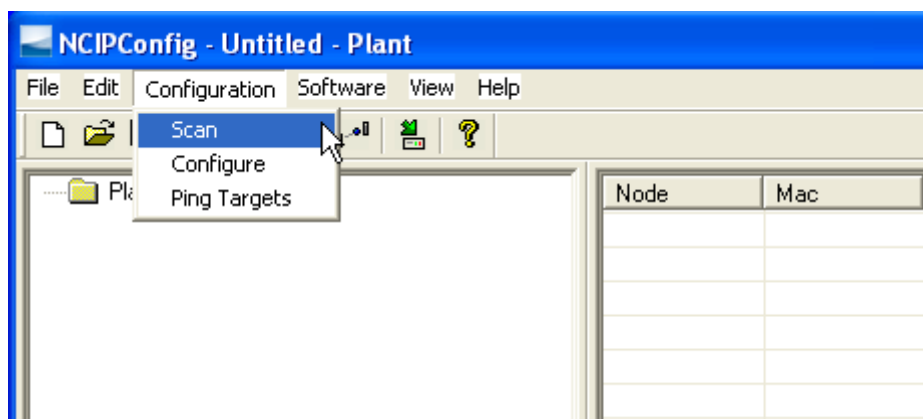 NCIPConfig - Untitled - Plant
File Edit Configuration Software View Help
Scan
Configure
Ping Targets
Node Mac